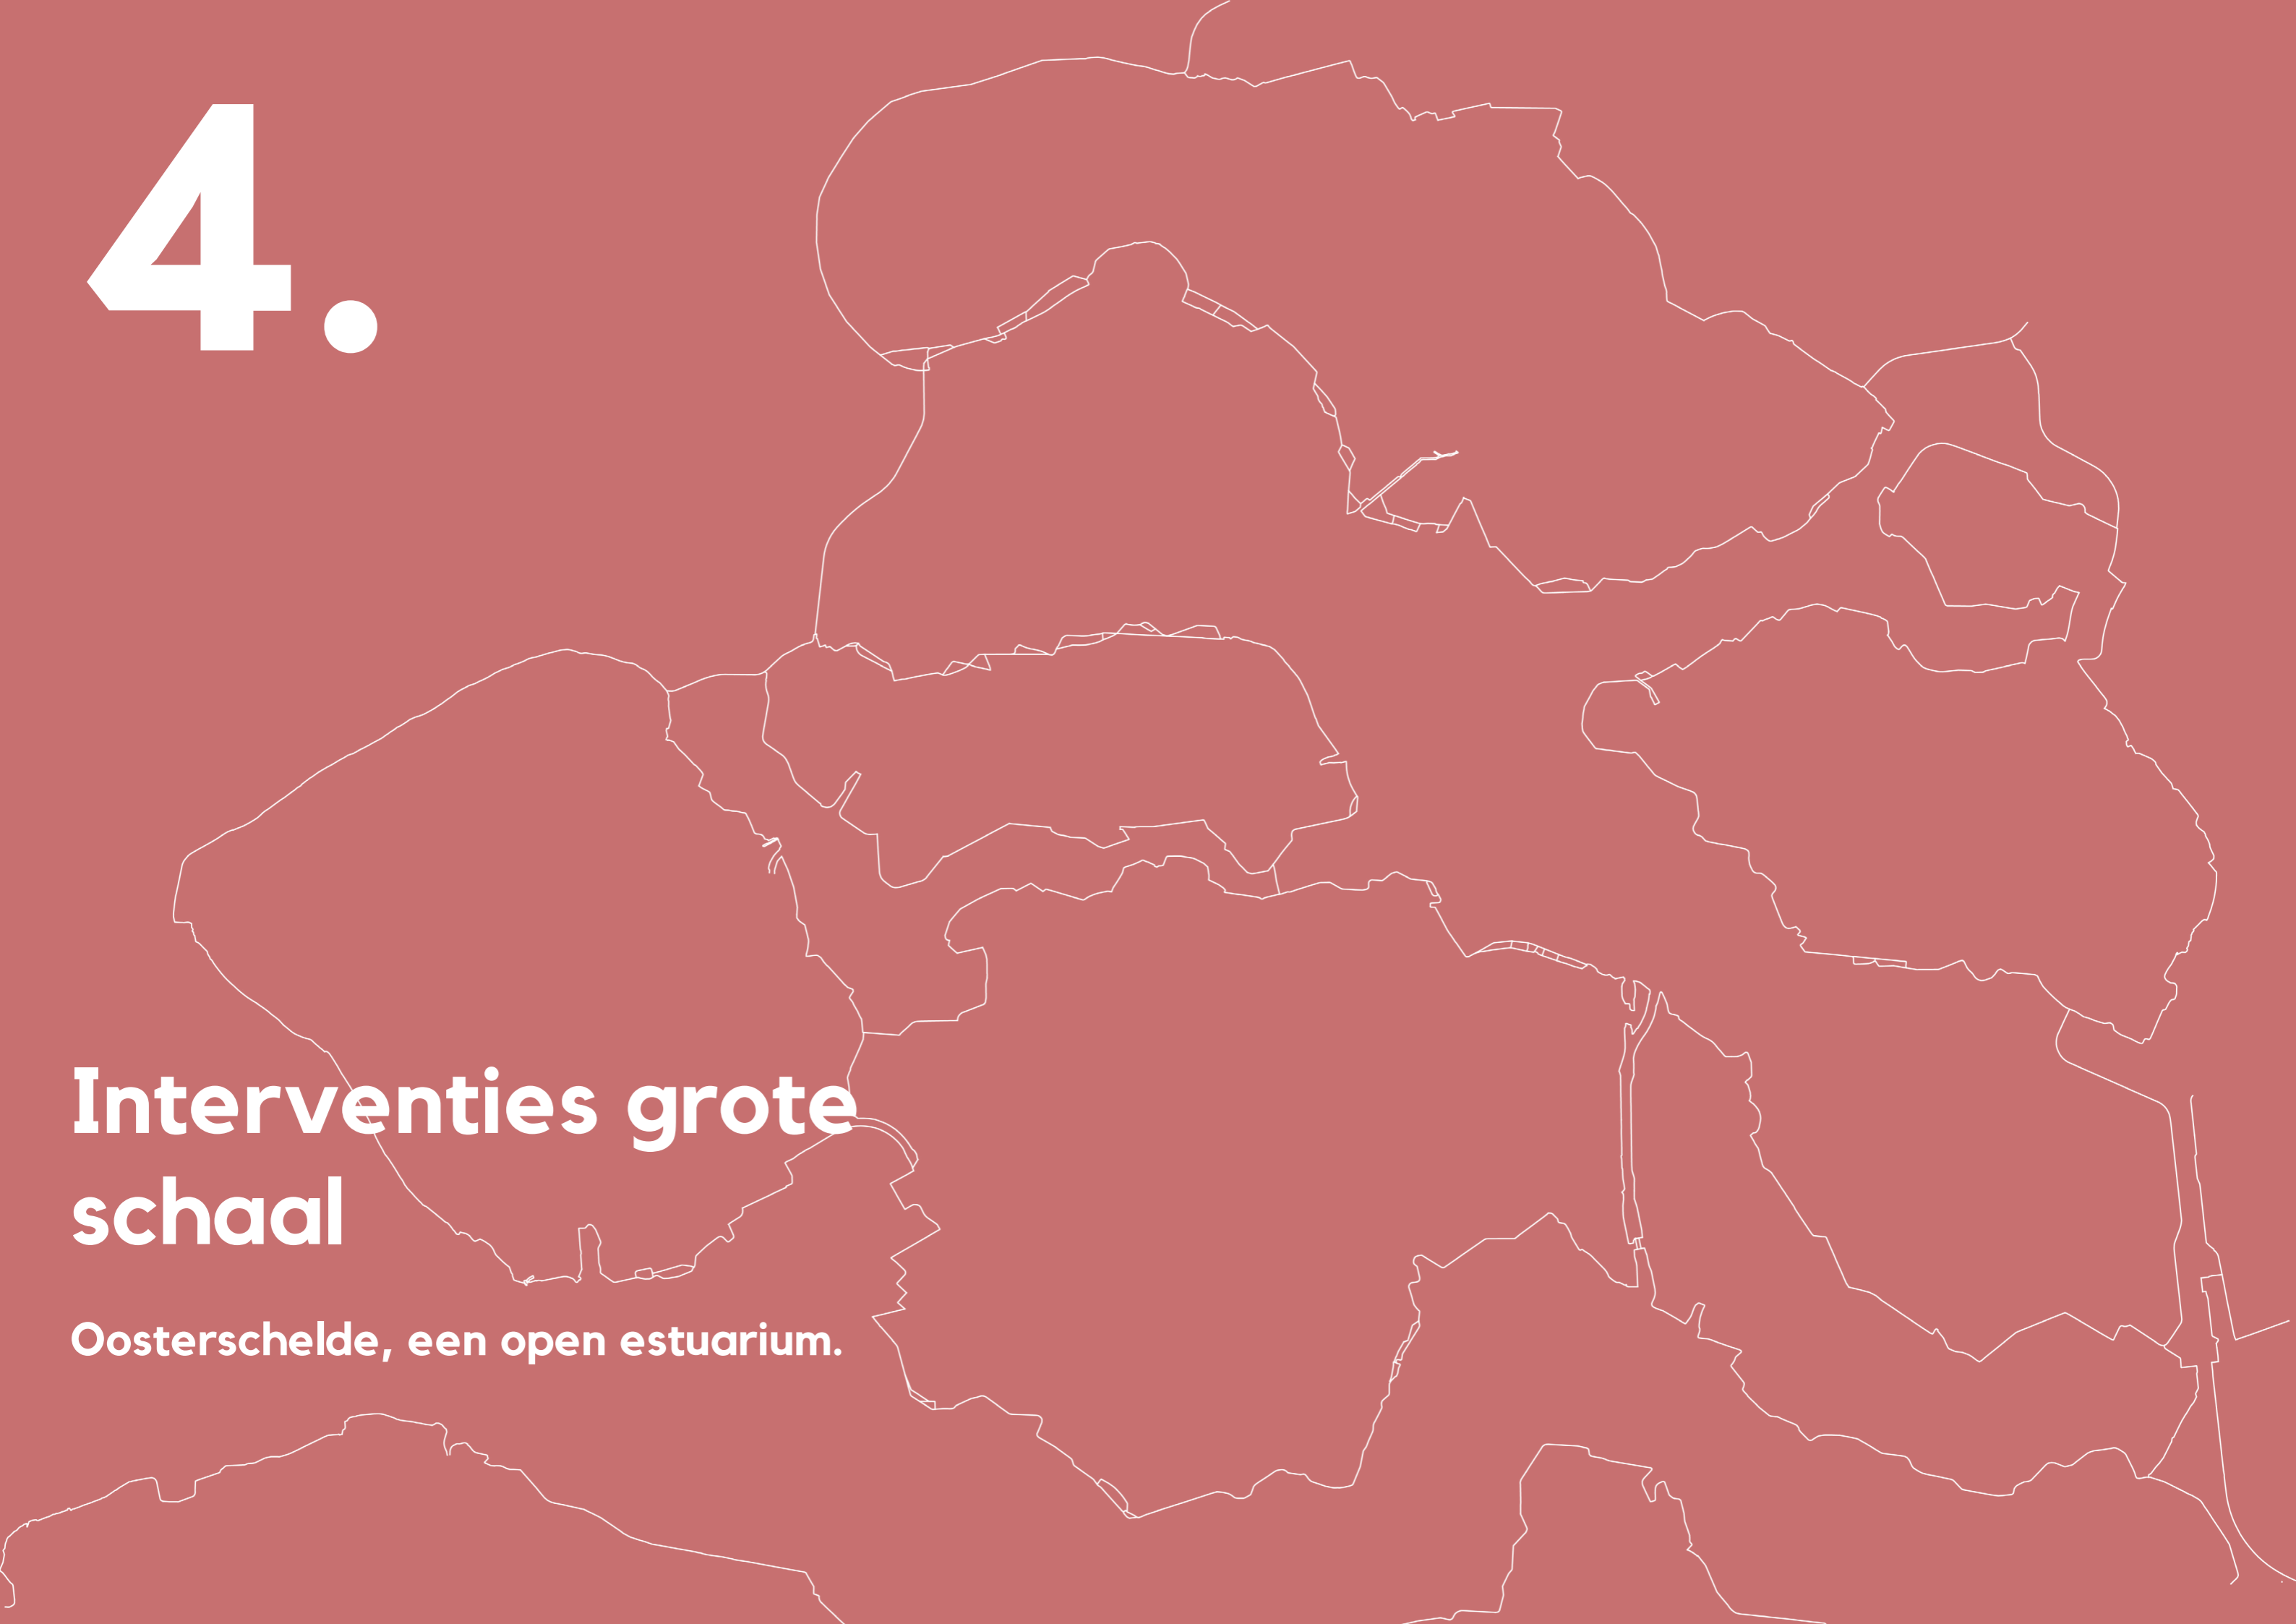 4.
Interventies grote
schaal
Oosterschelde, een open estuarium.